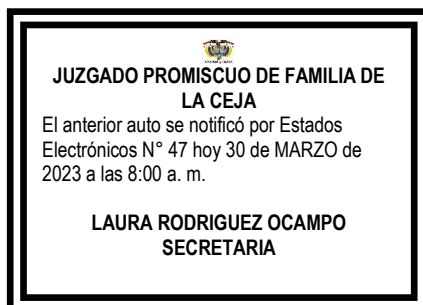 JUZGADO PROMISCUO DE FAMILIA DE
LA CEJA
El anterior auto se notificó por Estados
Electrónicos N° 47 hoy 30 de MARZO de
2023 a las 8:00 a. m.
LAURA RODRIGUEZ OCAMPO
SECRETARIA